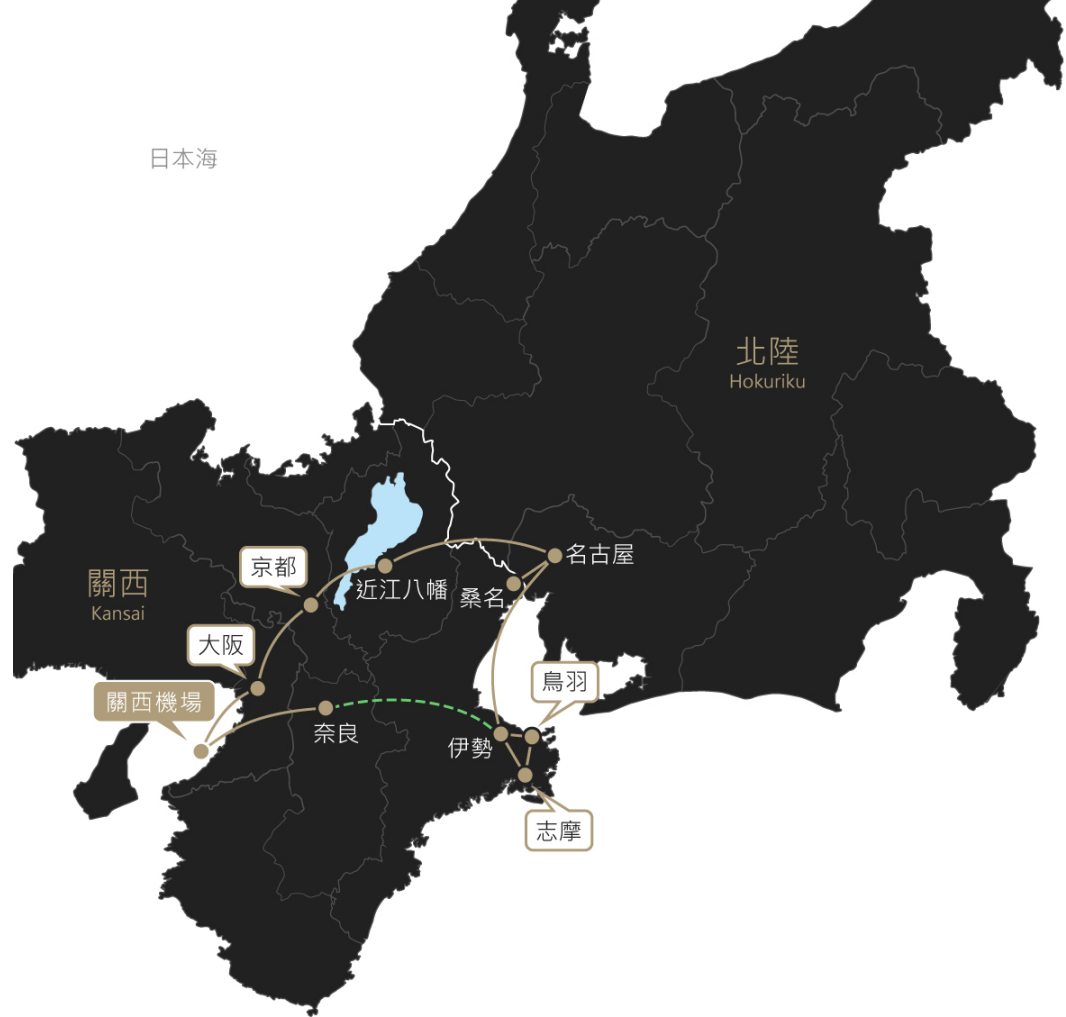 日本海
北陸
Hokuriku
關西
Kansai
京都
近江八幡
名古屋
桑名
大阪
關西機場
奈良
鳥羽
伊勢
志摩